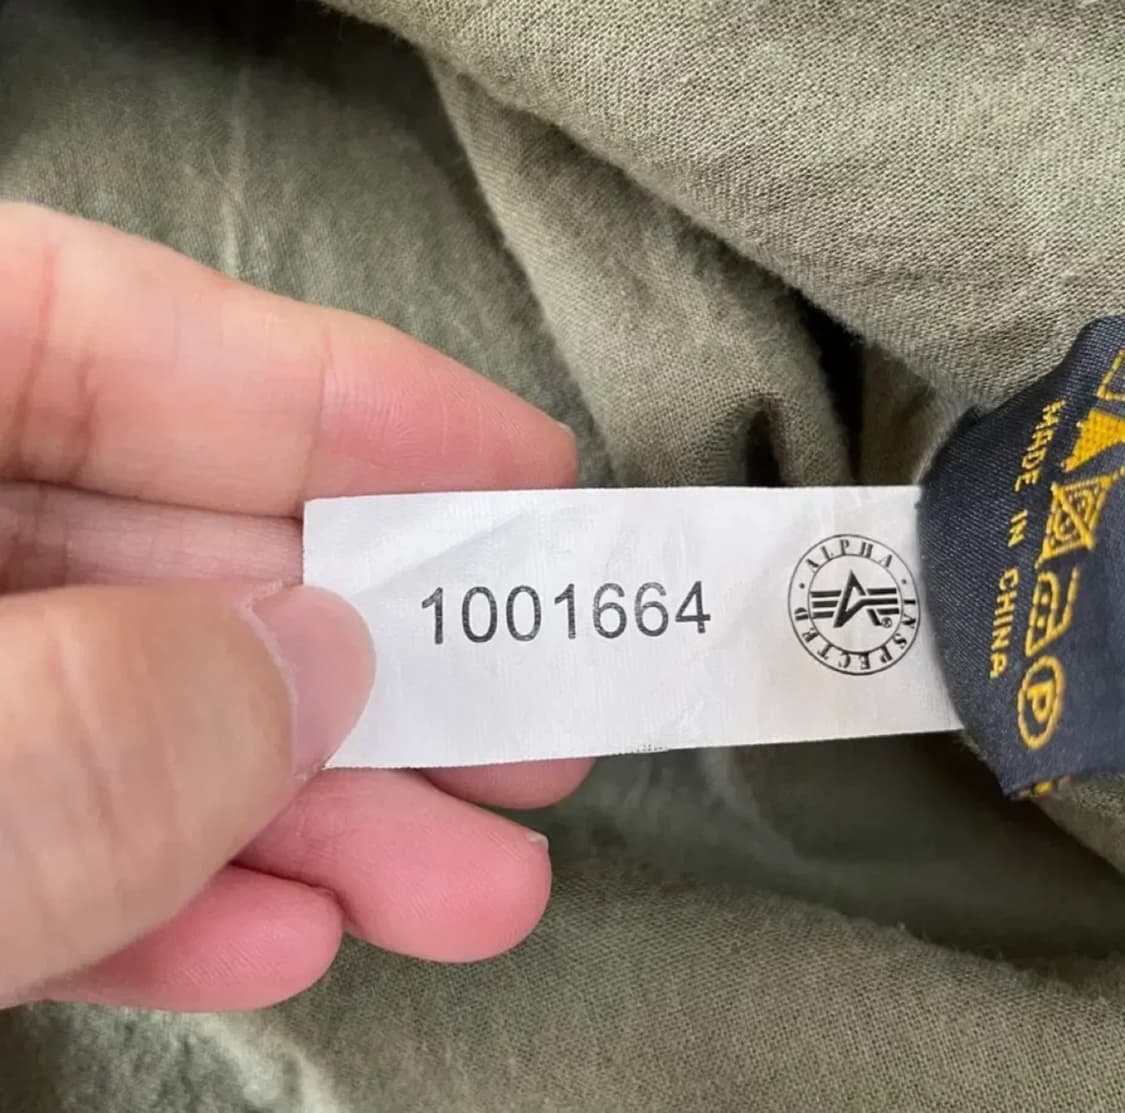 1001664
ALPHA · INSPECTED ·
®
MADE IN CHINA
P